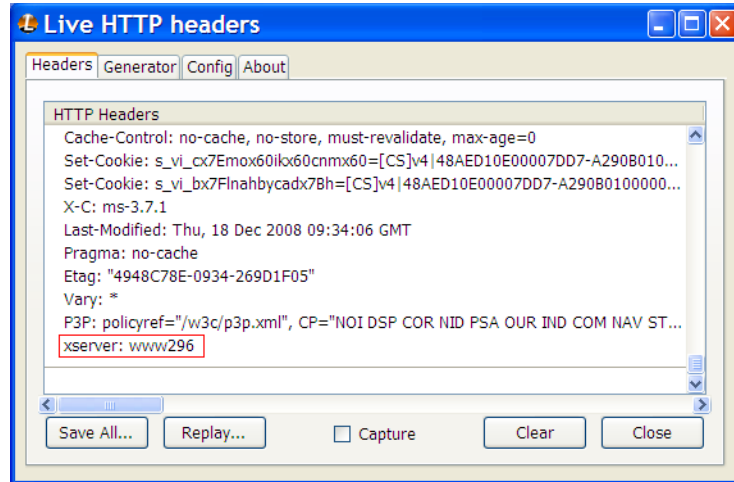 Live HTTP headers
Headers Generator Config About
HTTP Headers
Cache-Control: no-cache, no-store, must-revalidate, max-age=0
Set-Cookie: s_vi_cx7Emox60ikx60cnmx60=[CS]v4|48AED10E00007DD7-A290B010...
Set-Cookie: s_vi_bx7Flnahbycadx7Bh=[CS]v4|48AED10E00007DD7-A290B0100000...
X-C: ms-3.7.1
Last-Modified: Thu, 18 Dec 2008 09:34:06 GMT
Pragma: no-cache
Etag: "4948C78E-0934-269D1F05"
Vary: *
P3P: policyref="/w3c/p3p.xml", CP="NOI DSP COR NID PSA OUR IND COM NAV ST...
xserver: www296
Save All... Replay... Capture Clear Close